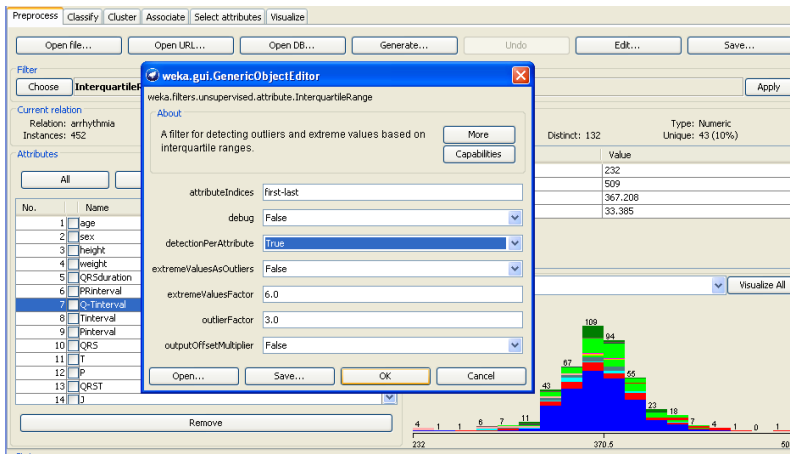 Preprocess Classify Cluster Associate Select attributes Visualize
Open file... Open URL... Open DB... Generate... Undo Edit... Save...
Filter
Choose Apply
weka.gui.GenericObjectEditor
weka.filters.unsupervised.attribute.InterquartileRange
About
A filter for detecting outliers and extreme values based on
interquartile ranges.
More
Capabilities
attributeIndices first-last
debug False
detectionPerAttribute True
extremeValuesAsOutliers False
extremeValuesFactor 6.0
outlierFactor 3.0
outputOffsetMultiplier False
Open... Save... OK Cancel
Current relation
Relation: arrhythmia
Instances: 452
Attributes
All
No. Name
1 age
2 sex
3 height
4 weight
5 QRSduration
6 PRinterval
7 Q-Tinterval
8 Tinterval
9 Pinterval
10 QRS
11 T
12 P
13 QRST
14 J
Remove
Type: Numeric
Distinct: 132 Unique: 43 (10%)
Value
232
509
367.208
33.385
Visualize All
4 1 1 6 7 11 43 67 109 94 55 23 18 7 4 1 0 1
232 370.5